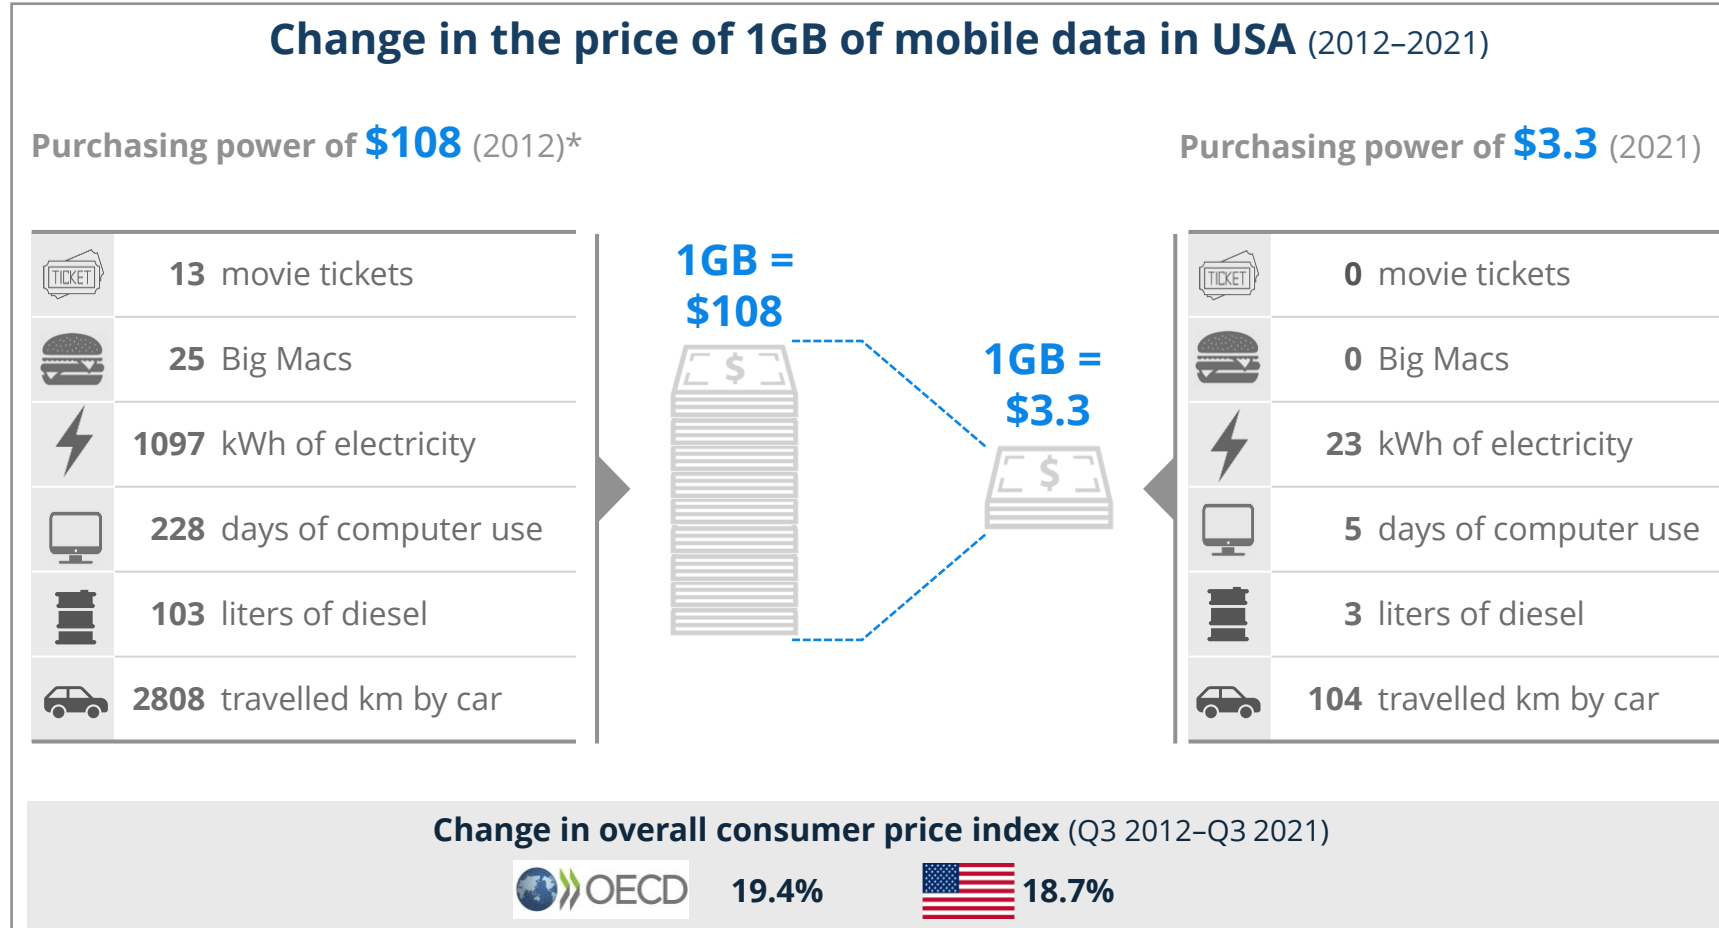 Change in the price of 1GB of mobile data in USA (2012–2021)
Purchasing power of $108 (2012)*
TICKET
13 movie tickets
25 Big Macs
1097 kWh of electricity
228 days of computer use
103 liters of diesel
2808 travelled km by car
1GB =
$108
$
1GB =
$3.3
$
Purchasing power of $3.3 (2021)
TICKET
0 movie tickets
0 Big Macs
23 kWh of electricity
5 days of computer use
3 liters of diesel
104 travelled km by car
Change in overall consumer price index (Q3 2012–Q3 2021)
OECD 19.4% 18.7%